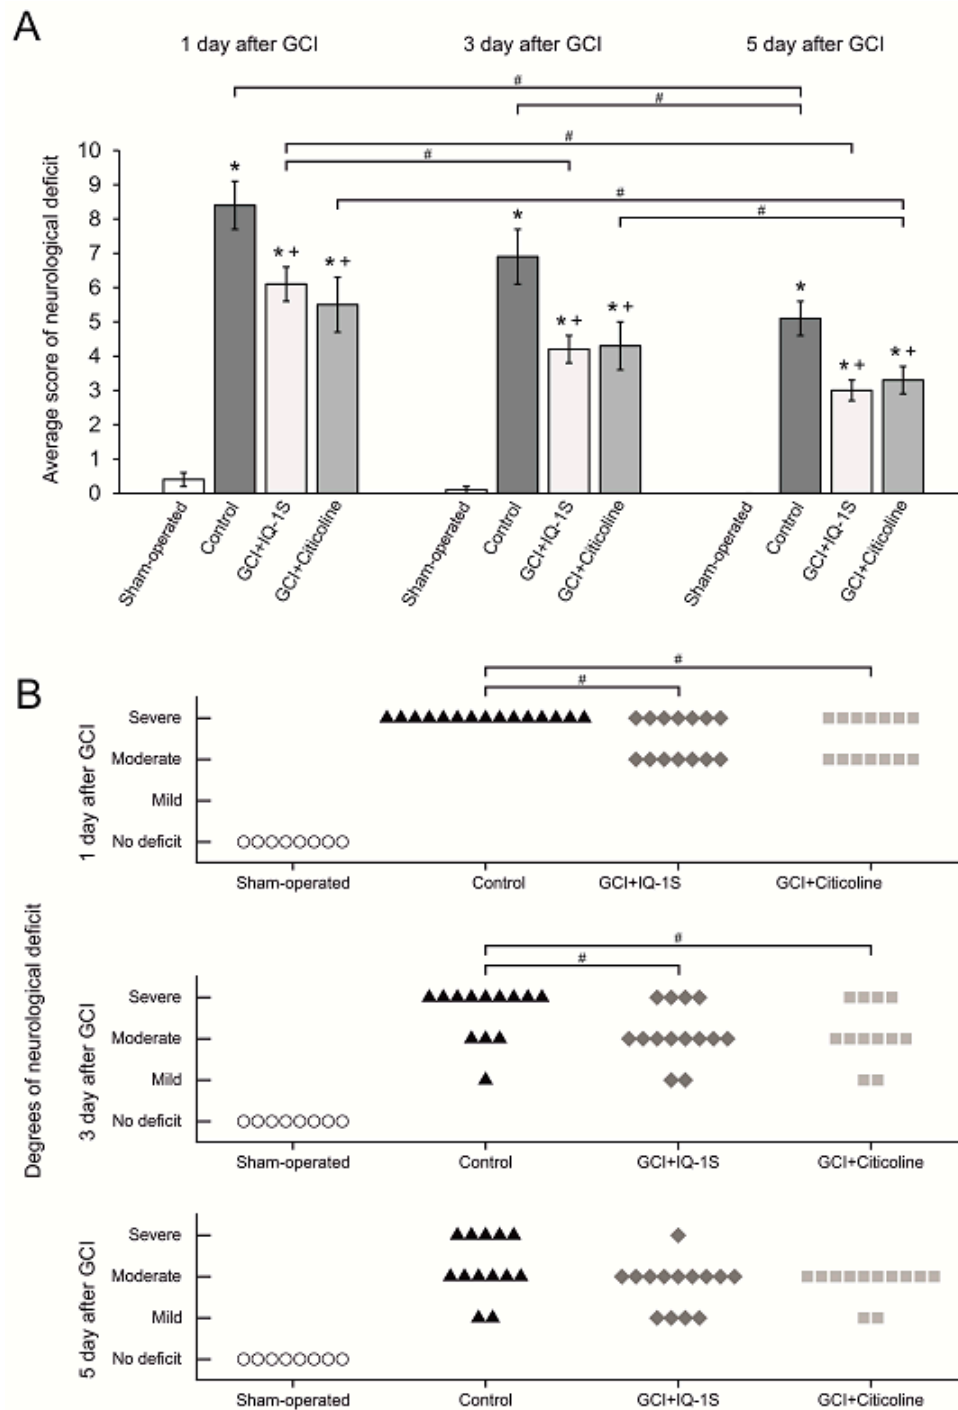 A
1 day after GCI
3 day after GCI
5 day after GCI
#
#
#
#
#
#
Average score of neurological deficit
10
9
8
7
6
5
4
3
2
1
0
*
* +
* +
*
* +
* +
*
* +
* +
Sham-operated
Control
GCI+IQ-1S
GCI+Citicoline
Sham-operated
Control
GCI+IQ-1S
GCI+Citicoline
Sham-operated
Control
GCI+IQ-1S
GCI+Citicoline
B
Degrees of neurological deficit
1 day after GCI
#
#
Severe
Moderate
Mild
No deficit
Sham-operated
Control
GCI+IQ-1S
GCI+Citicoline
3 day after GCI
#
#
Severe
Moderate
Mild
No deficit
Sham-operated
Control
GCI+IQ-1S
GCI+Citicoline
5 day after GCI
Severe
Moderate
Mild
No deficit
Sham-operated
Control
GCI+IQ-1S
GCI+Citicoline